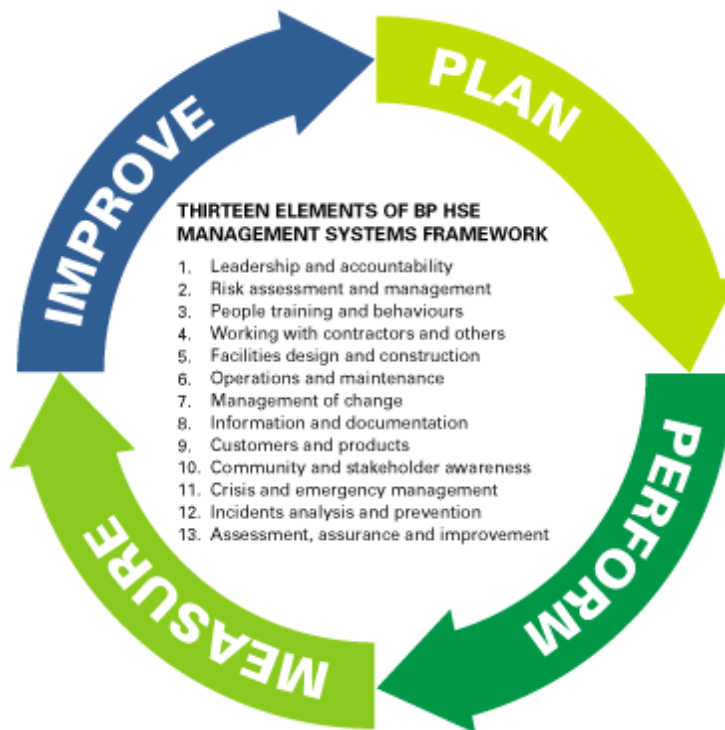 PLAN
PERFORM
MEASURE
IMPROVE
THIRTEEN ELEMENTS OF BP HSE
MANAGEMENT SYSTEMS FRAMEWORK
1. Leadership and accountability
2. Risk assessment and management
3. People training and behaviours
4. Working with contractors and others
5. Facilities design and construction
6. Operations and maintenance
7. Management of change
8. Information and documentation
9. Customers and products
10. Community and stakeholder awareness
11. Crisis and emergency management
12. Incidents analysis and prevention
13. Assessment, assurance and improvement